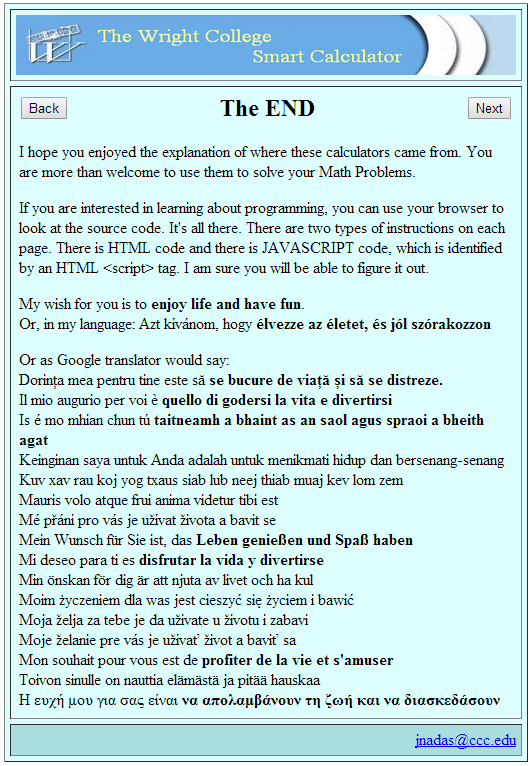 The Wright College
Smart Calculator
Back
The END
Next
I hope you enjoyed the explanation of where these calculators came from. You
are more than welcome to use them to solve your Math Problems.
If you are interested in learning about programming, you can use your browser to
look at the source code. It's all there. There are two types of instructions on each
page. There is HTML code and there is JAVASCRIPT code, which is identified
by an HTML <script> tag. I am sure you will be able to figure it out.
My wish for you is to enjoy life and have fun.
Or, in my language: Azt kívánom, hogy élvezze az életet, és jól szórakozzon
Or as Google translator would say:
Dorința mea pentru tine este să se bucure de viață și să se distreze.
Il mio augurio per voi è quello di godersi la vita e divertirsi
Is é mo mhian chun tú taitneamh a bhaint as an saol agus spraoi a bheith
agat
Keinginan saya untuk Anda adalah untuk menikmati hidup dan bersenang-senang
Kuv xav rau koj yog txaus siab lub neej thiab muaj kev lom zem
Mauris volo atque frui anima videtur tibi est
Mé přání pro vás je užívat života a bavit se
Mein Wunsch für Sie ist, das Leben genießen und Spaß haben
Mi deseo para ti es disfrutar la vida y divertirse
Min önskan för dig är att njuta av livet och ha kul
Moim życzeniem dla was jest cieszyć się życiem i bawić
Moja želja za tebe je da uživate u životu i zabavi
Moje želanie pre vás je užívať život a baviť sa
Mon souhait pour vous est de profiter de la vie et s'amuser
Toivon sinulle on nauttia elämästä ja pitää hauskaa
Η ευχή μου για σας είναι να απολαμβάνουν τη ζωή και να διασκεδάσουν
jnadas@ccc.edu